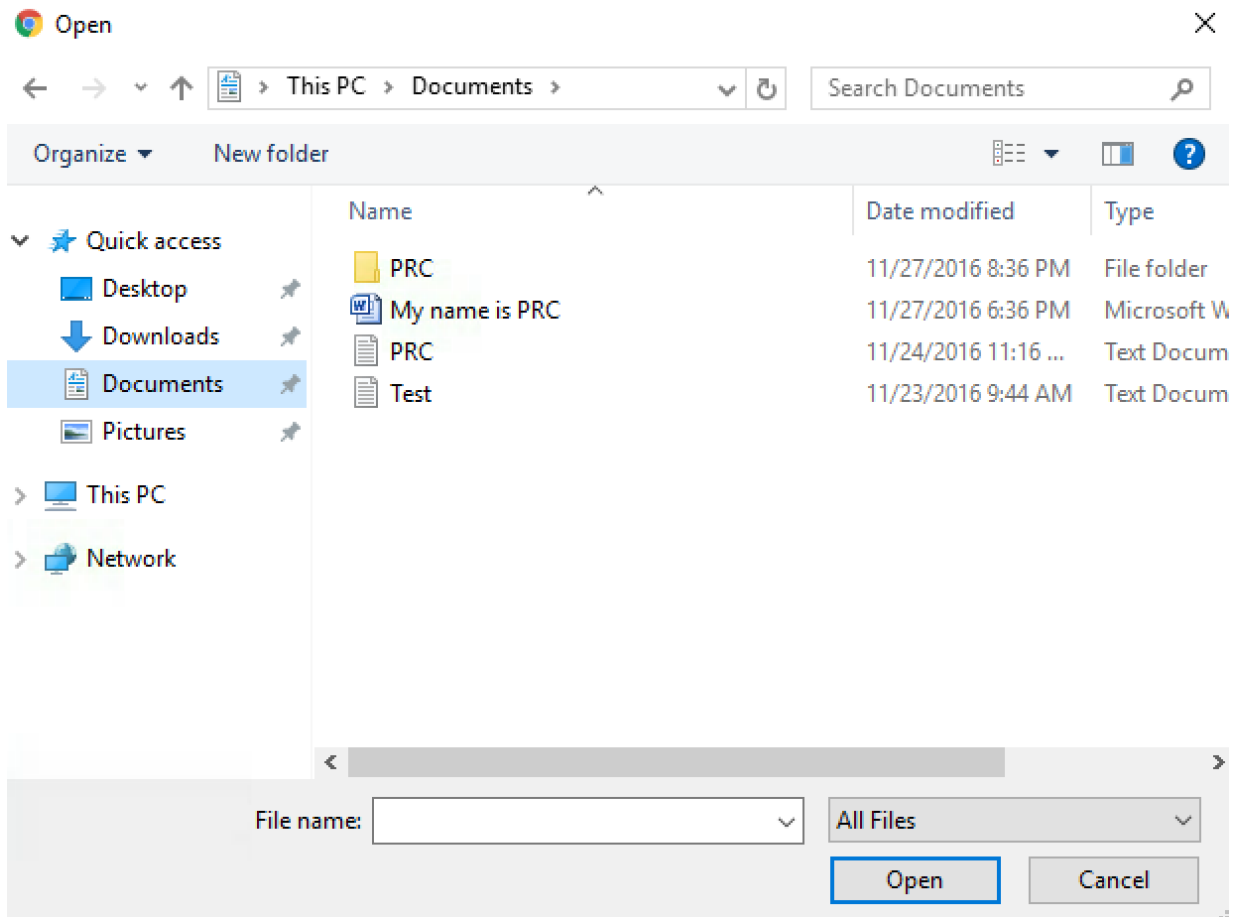 Open
This PC > Documents >
Search Documents
Organize
New folder
?
Name
Date modified
Type
Quick access
Desktop
Downloads
Documents
Pictures
This PC
Network
PRC 11/27/2016 8:36 PM File folder
My name is PRC 11/27/2016 6:36 PM Microsoft W
PRC 11/24/2016 11:16 ... Text Docum
Test 11/23/2016 9:44 AM Text Docum
File name:
All Files
Open
Cancel